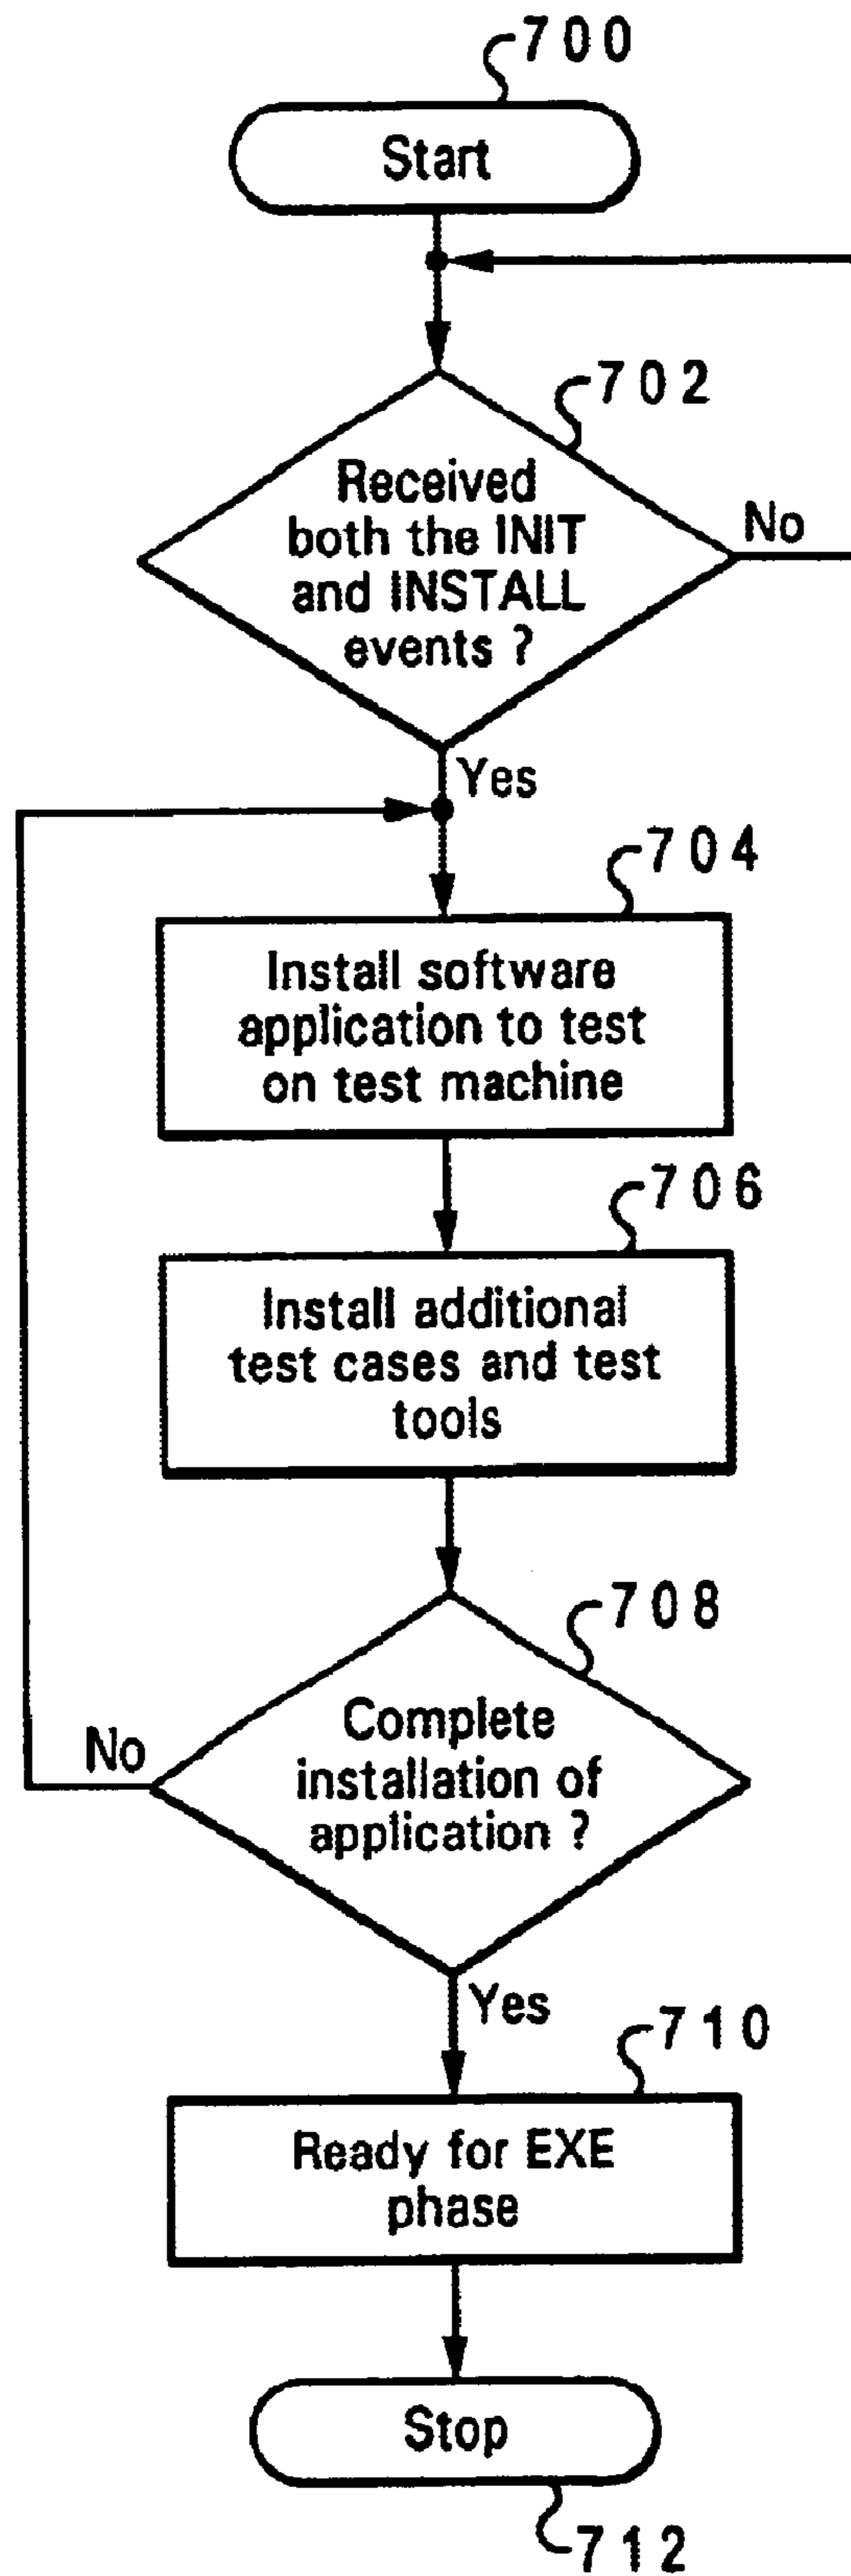 700
Start
702
Received
both the INIT
and INSTALL
events ?
No
Yes
704
Install software
application to test
on test machine
706
Install additional
test cases and test
tools
708
Complete
installation of
application ?
No
Yes
710
Ready for EXE
phase
Stop
712